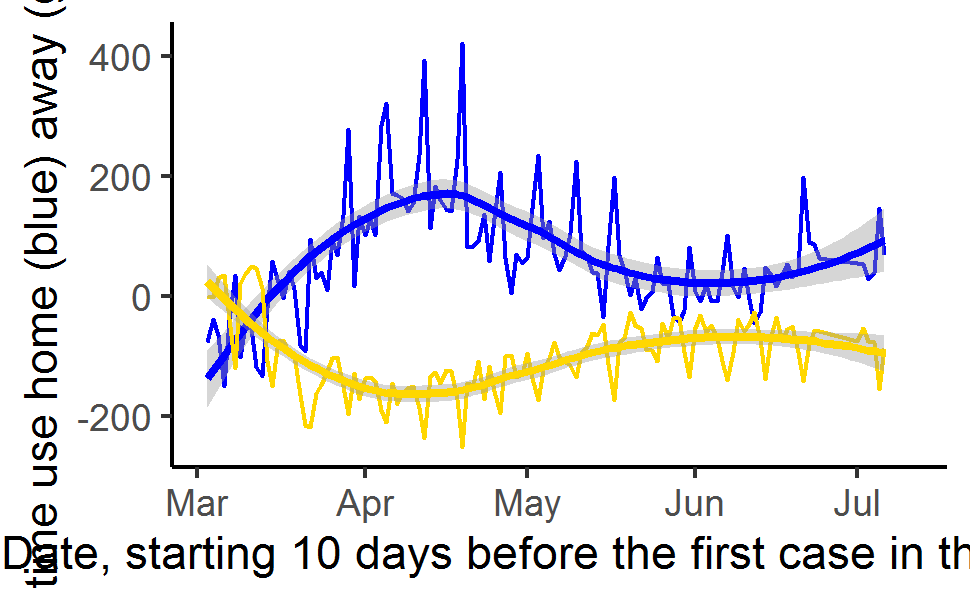 time use home (blue) away (
400
200
0
-200
Mar Apr May Jun Jul
Date, starting 10 days before the first case in th